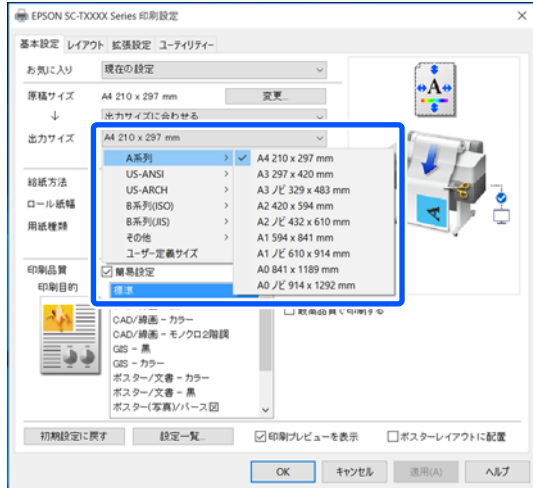 EPSON SC-TXXXX Series 印刷設定
基本設定 レイアウト 拡張設定 ユーティリティー
お気に入り 現在の設定
原稿サイズ A4 210 x 297 mm 変更...
↓ 出力サイズに合わせる
出力サイズ A4 210 x 297 mm
A系列 > ✓ A4 210 x 297 mm
US-ANSI > A3 297 x 420 mm
US-ARCH > A3 ノビ 329 x 483 mm
B系列(ISO) > A2 420 x 594 mm
B系列(JIS) > A2 ノビ 432 x 610 mm
その他 > A1 594 x 841 mm
ユーザー定義サイズ A1 ノビ 610 x 914 mm
A0 841 x 1189 mm
A0 ノビ 914 x 1292 mm
給紙方法
ロール紙幅
用紙種類
印刷品質 簡易設定
印刷目的 標準
最高品質で印刷する
CAD/線画 - カラー
CAD/線画 - モノクロ2階調
GIS - 黒
GIS - カラー
ポスター/文書 - カラー
ポスター/文書 - 黒
ポスター(写真)/パース図
初期設定に戻す 設定一覧... 印刷プレビューを表示 ポスターレイアウトに配置
OK キャンセル 適用(A) ヘルプ
A